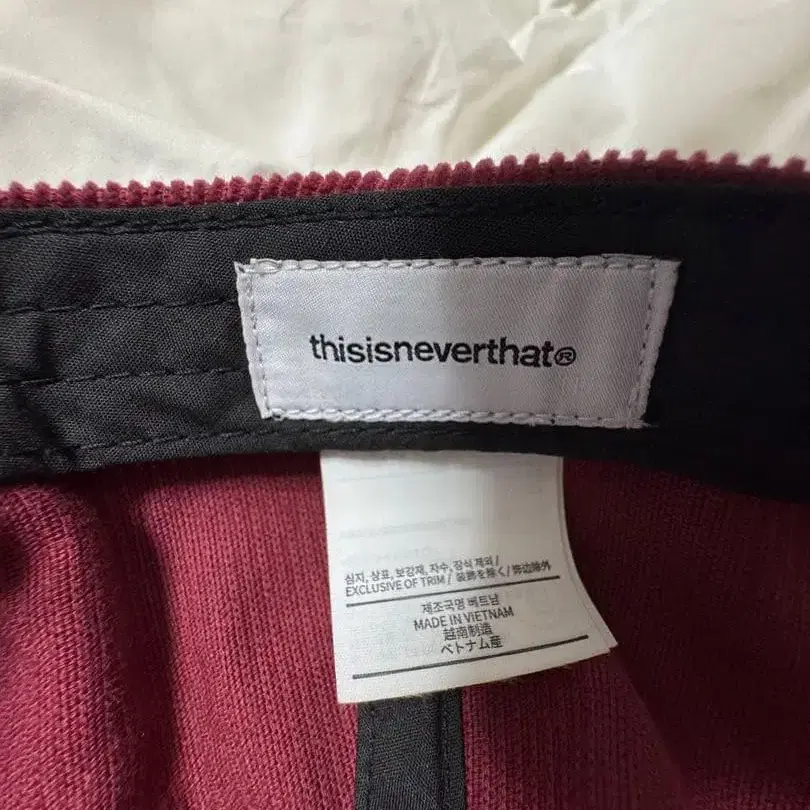 thisisneverthat®
심지, 상표, 보강재, 자수, 장식 제외 /
EXCLUSIVE OF TRIM / 装飾を除く / 饰边除外
제조국명 베트남
MADE IN VIETNAM
越南制造
ベトナム産